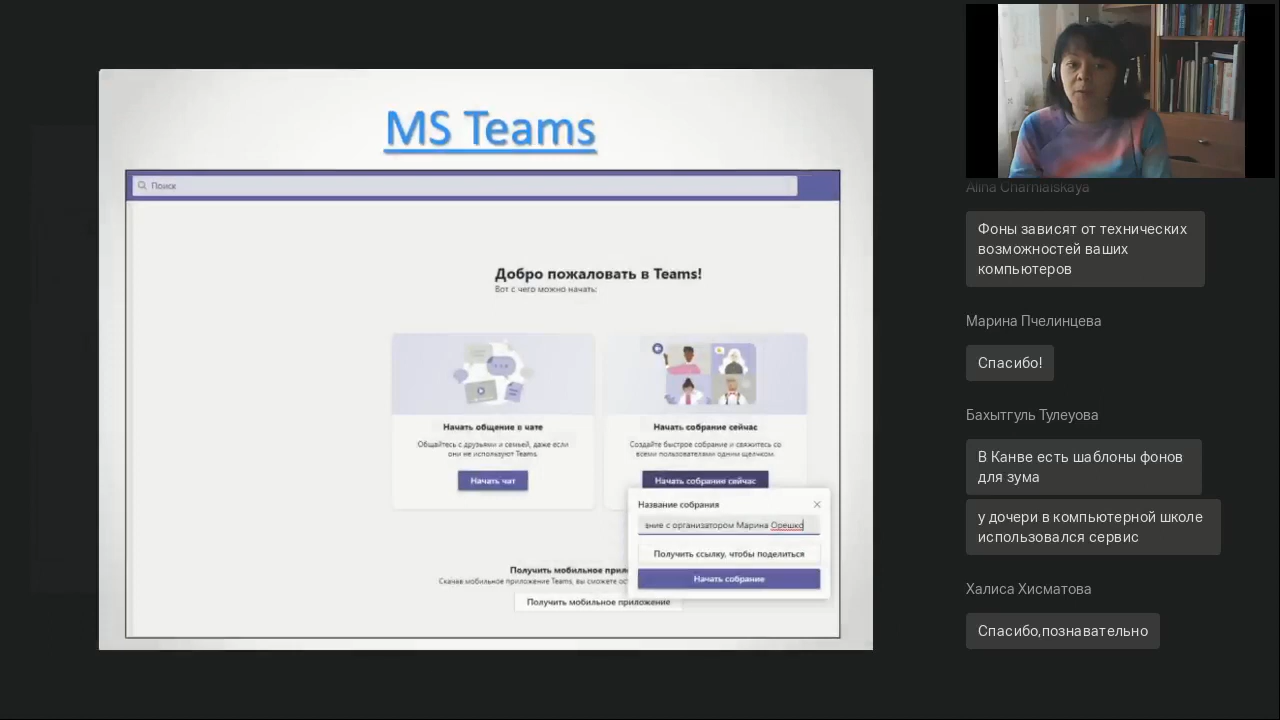 MS Teams
Поиск
Добро пожаловать в Teams!
Вот с чего можно начать:
Начать общение в чате
Общайтесь с друзьями и семьей, даже если
они не используют Teams.
Начать чат
Начать собрание сейчас
Создайте быстрое собрание и свяжитесь со
всеми пользователями одним щелчком.
Начать собрание сейчас
Название собрания
ание с организатором Марина Орешко
Получить ссылку, чтобы поделиться
Начать собрание
Получить мобильное прил
Скачав мобильное приложение Teams, вы сможете ост
Получить мобильное приложение
Alina Charniaiskaya
Фоны зависят от технических
возможностей ваших
компьютеров
Марина Пчелинцева
Спасибо!
Бахытгуль Тулеуова
В Канве есть шаблоны фонов
для зума
у дочери в компьютерной школе
использовался сервис
Халиса Хисматова
Спасибо,познавательно